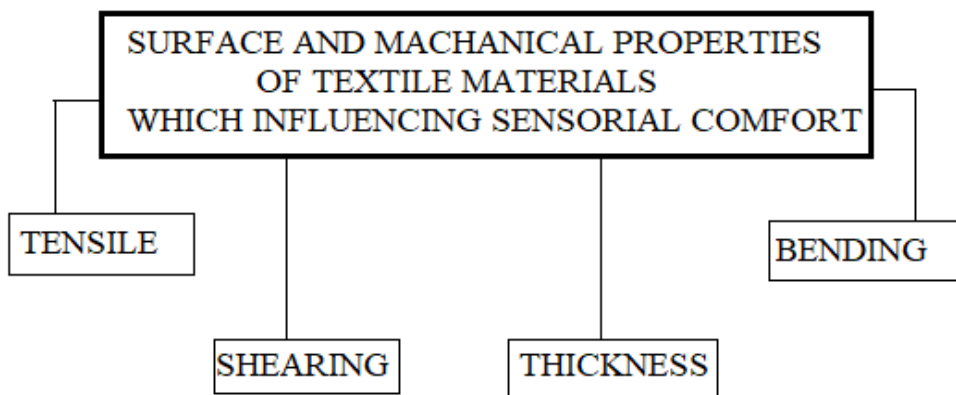 SURFACE AND MACHANICAL PROPERTIES
OF TEXTILE MATERIALS
WHICH INFLUENCING SENSORIAL COMFORT
TENSILE
BENDING
SHEARING
THICKNESS